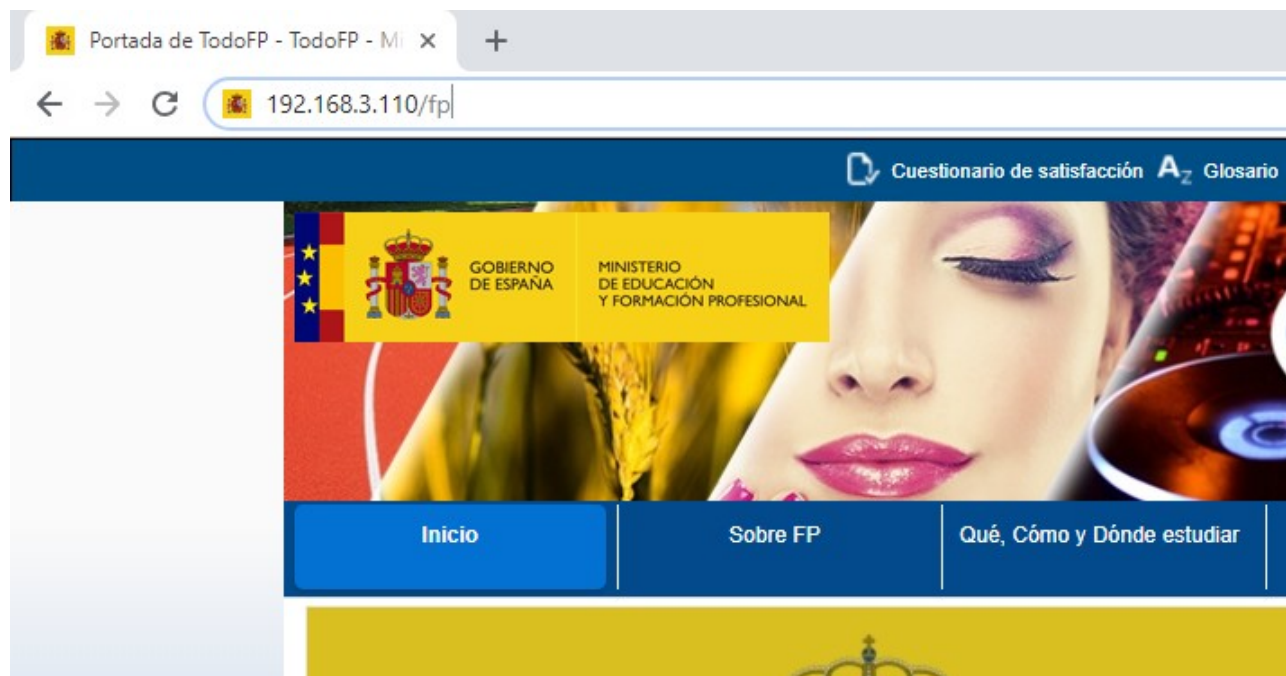 Portada de TodoFP - TodoFP - Mi
192.168.3.110/fp
Cuestionario de satisfacción AZ Glosario
GOBIERNO
DE ESPAÑA
MINISTERIO
DE EDUCACIÓN
Y FORMACIÓN PROFESIONAL
Inicio
Sobre FP
Qué, Cómo y Dónde estudiar